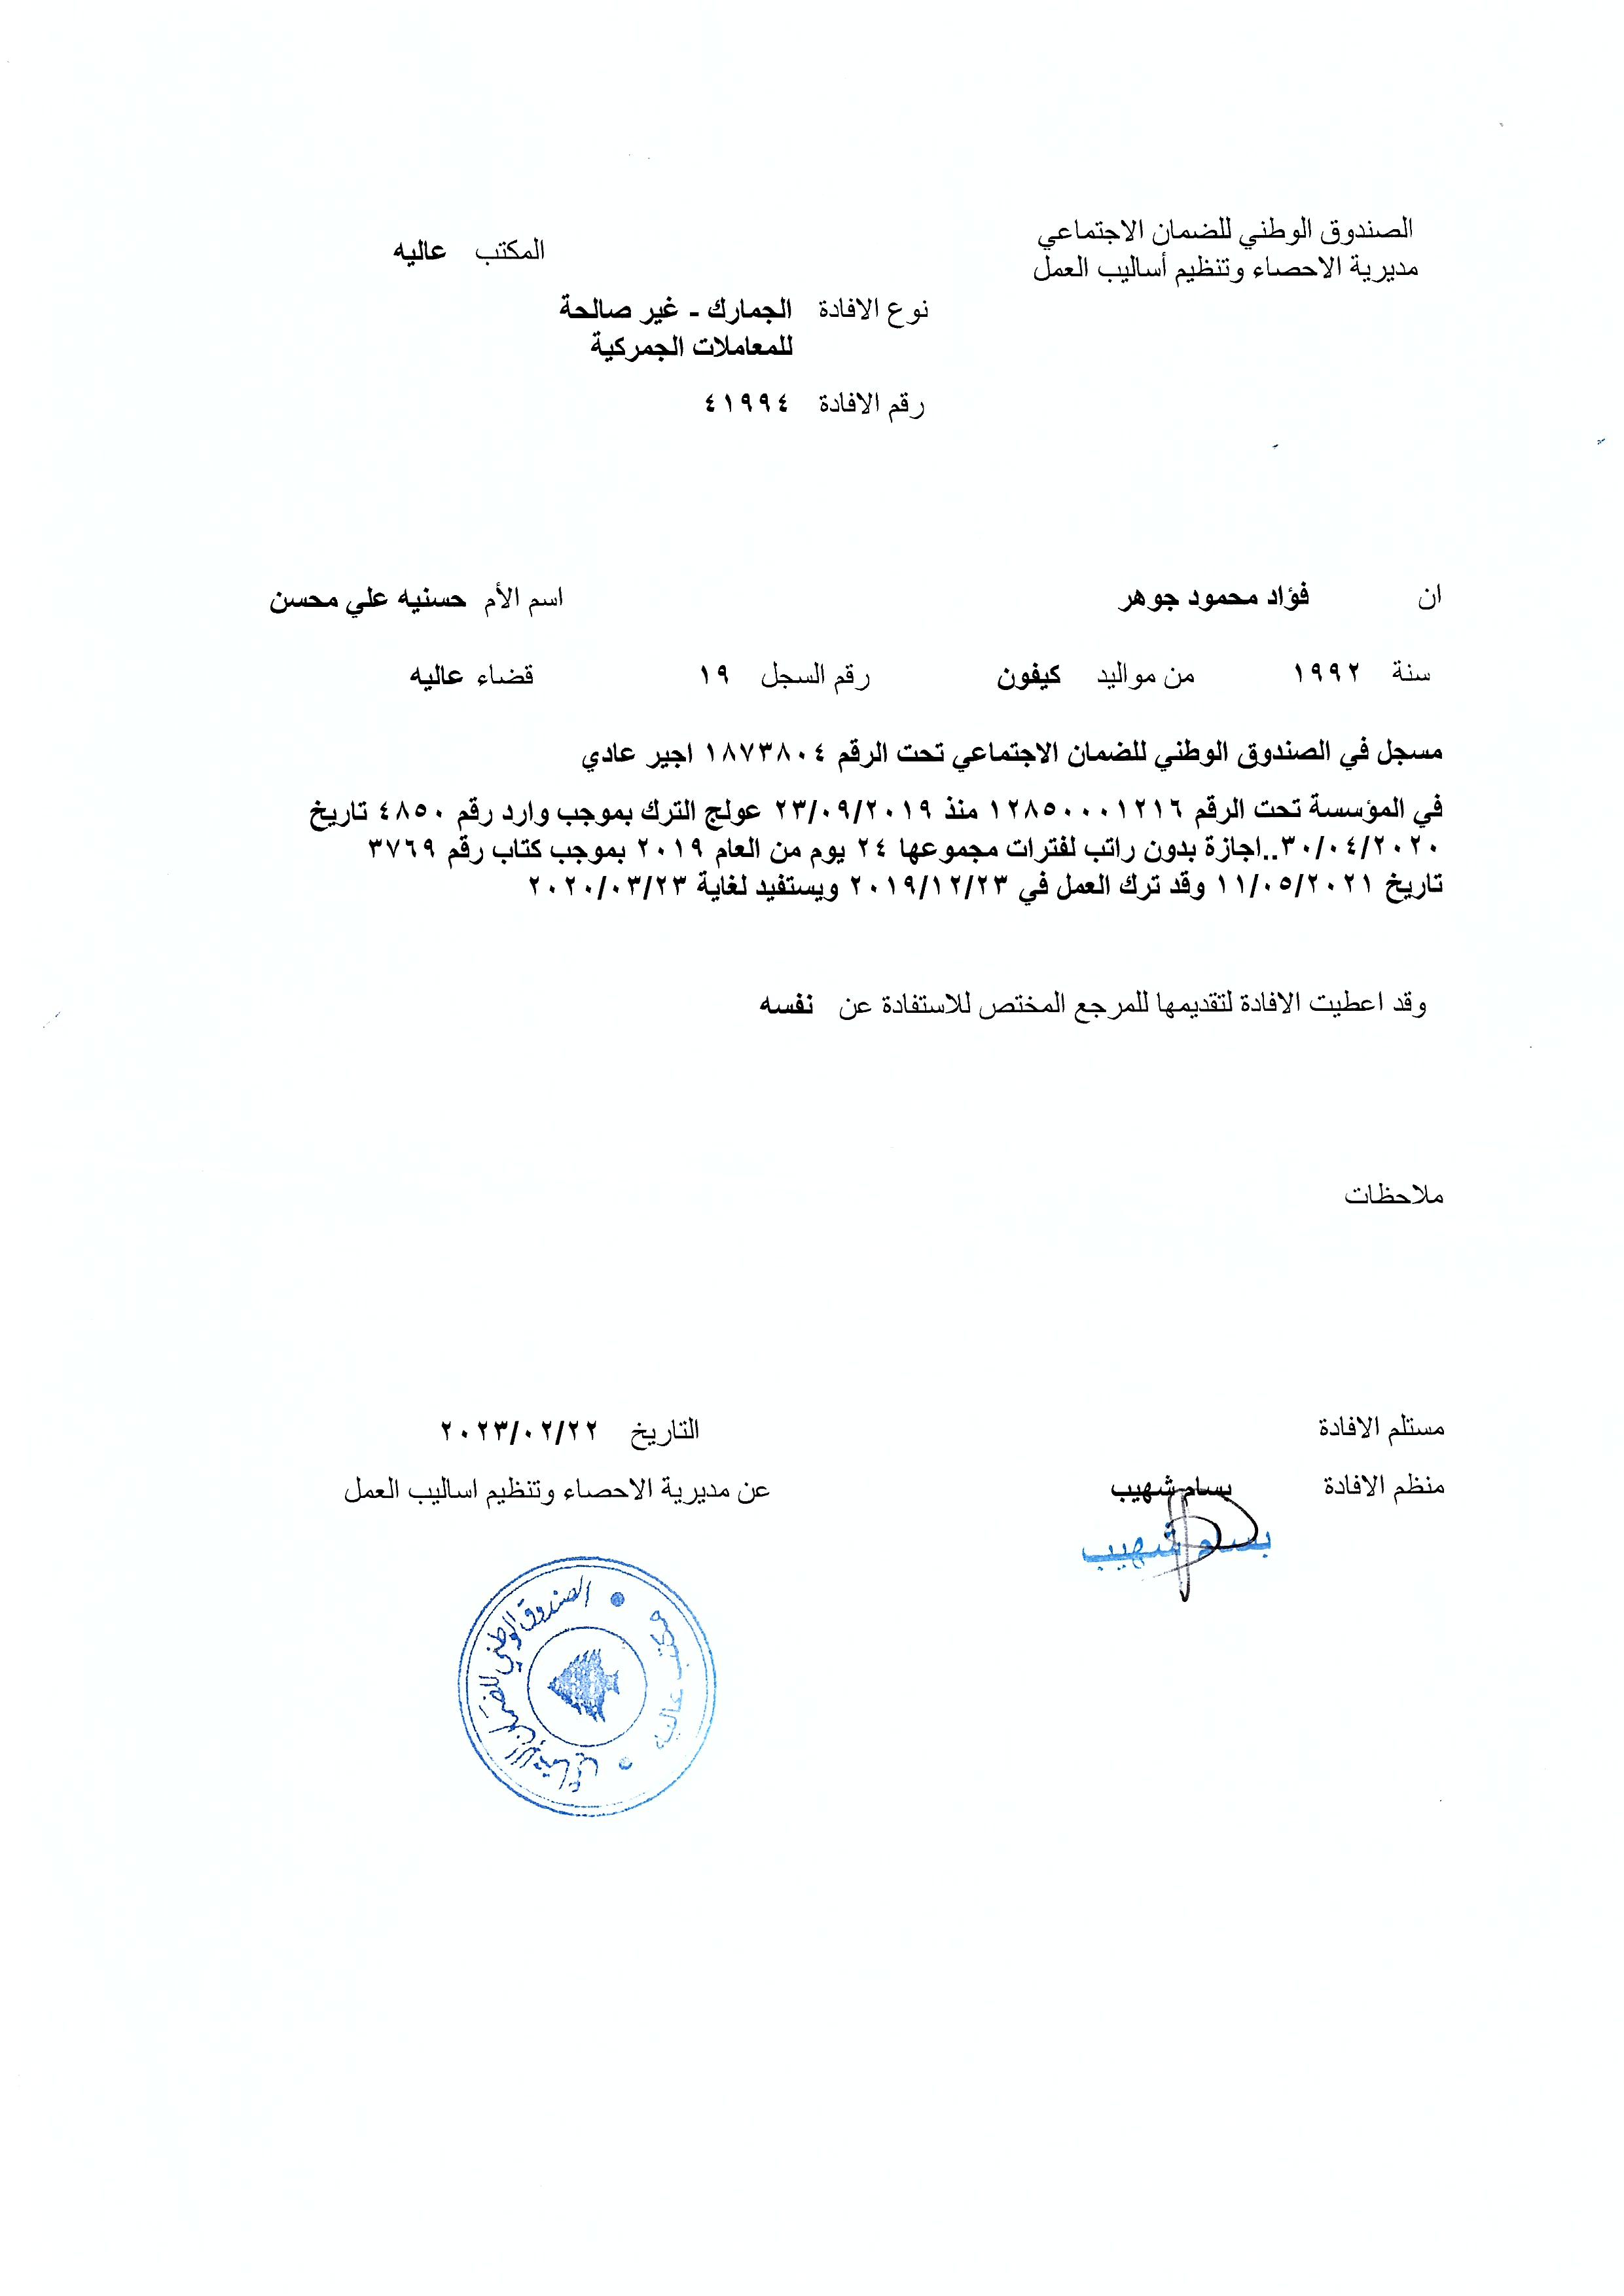 الصندوق الوطني للضمان الاجتماعي
مديرية الاحصاء وتنظيم أساليب العمل
المكتب عاليه
نوع الافادة الجمارك - غير صالحة
للمعاملات الجمركية
رقم الافادة ٤١٩٩٤
ان فؤاد محمود جوهر اسم الأم حسنيه علي محسن
سنة ١٩٩٢ من مواليد كيفون رقم السجل ١٩ قضاء عاليه
مسجل في الصندوق الوطني للضمان الاجتماعي تحت الرقم ١٨٧٣٨٠٤ اجير عادي
في المؤسسة تحت الرقم ١٢٨٥٠٠٠١٢١٦ منذ ٢٣/٠٩/٢٠١٩ عولج الترك بموجب وارد رقم ٤٨٥٠ تاريخ
٣٠/٠٤/٢٠٢٠..اجازة بدون راتب لفترات مجموعها ٢٤ يوم من العام ٢٠١٩ بموجب كتاب رقم ٣٧٦٩
تاريخ ١١/٠٥/٢٠٢١ وقد ترك العمل في ٢٠١٩/١٢/٢٣ ويستفيد لغاية ٢٠٢٠/٠٣/٢٣
وقد اعطيت الافادة لتقديمها للمرجع المختص للاستفادة عن نفسه
ملاحظات
مستلم الافادة التاريخ ٢٠٢٣/٠٢/٢٢
منظم الافادة بسام شهيب عن مديرية الاحصاء وتنظيم اساليب العمل
بسام شهيب
الصندوق الوطني للضمان الاجتماعي
مكتب عاليه